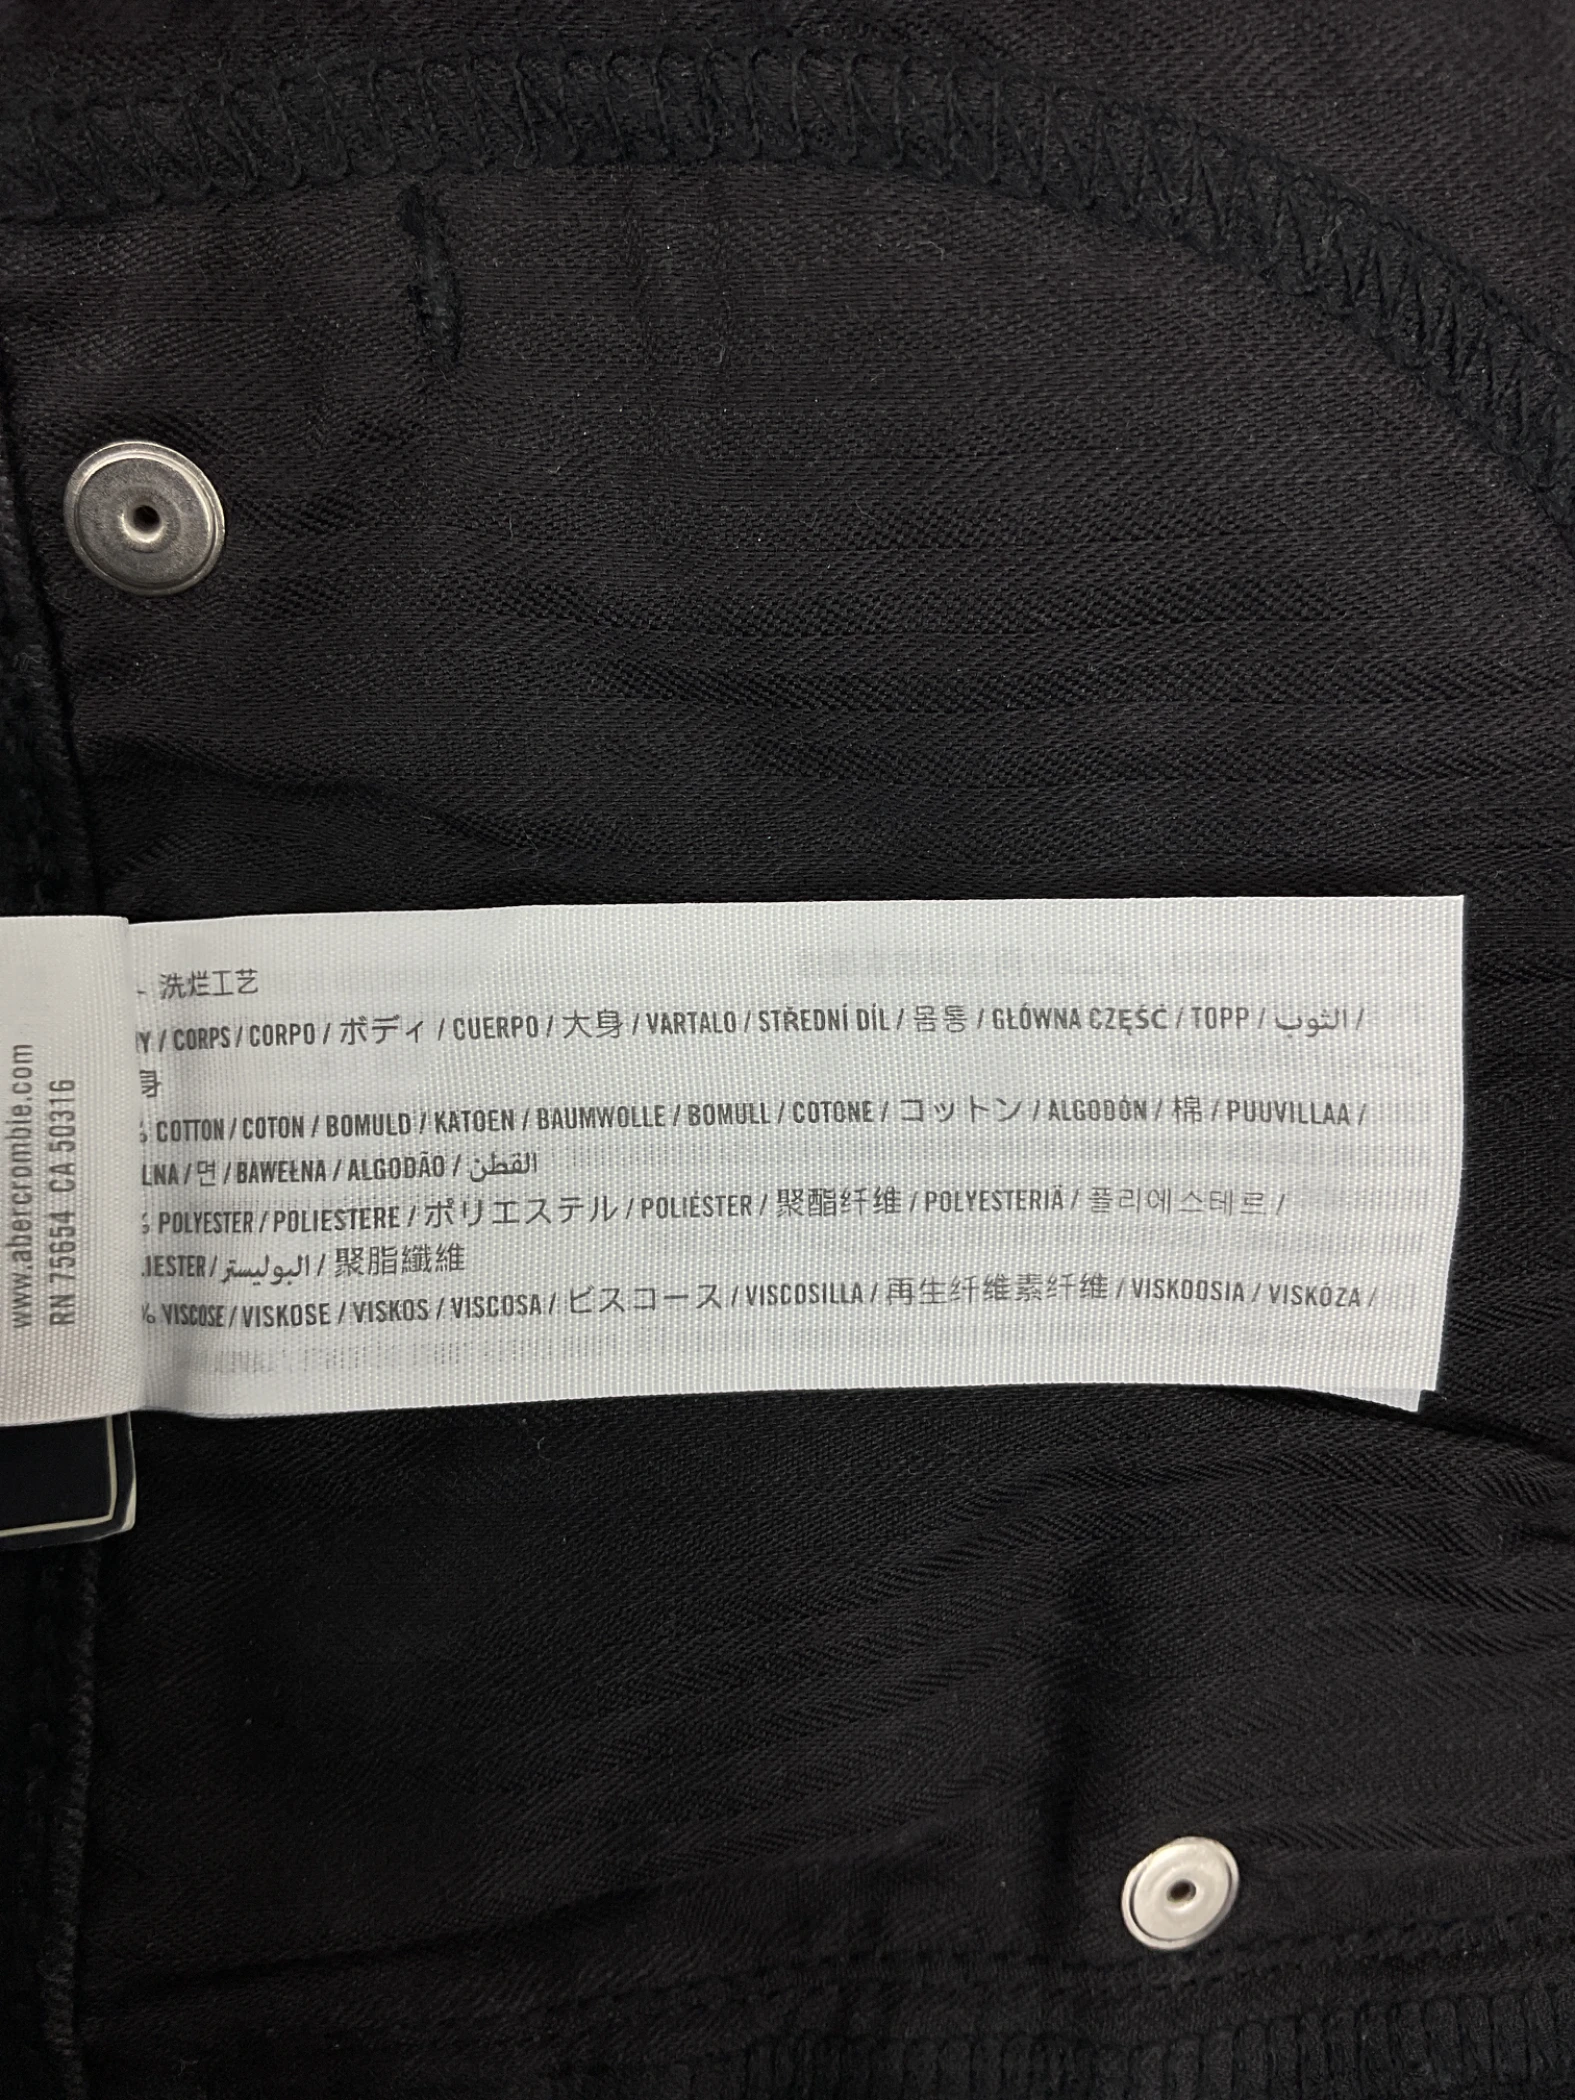 www.abercrombie.com
RN 75654 CA 50316
- 洗烂工艺
Y / CORPS / CORPO / ボディ / CUERPO / 大身 / VARTALO / STŘEDNÍ DÍL / 몸통 / GŁÓWNA CZĘŚĆ / TOPP / الثوب /
身
% COTTON / COTON / BOMULD / KATOEN / BAUMWOLLE / BOMULL / COTONE / コットン / ALGODÓN / 棉 / PUUVILLAA /
LNA / 면 / BAWEŁNA / ALGODÃO / القطن
% POLYESTER / POLIESTERE / ポリエステル / POLIÉSTER / 聚酯纤维 / POLYESTERIÄ / 폴리에스테르 /
IESTER / البوليستر / 聚脂纖維
% VISCOSE / VISKOSE / VISKOS / VISCOSA / ビスコース / VISCOSILLA / 再生纤维素纤维 / VISKOOSIA / VISKÓZA /